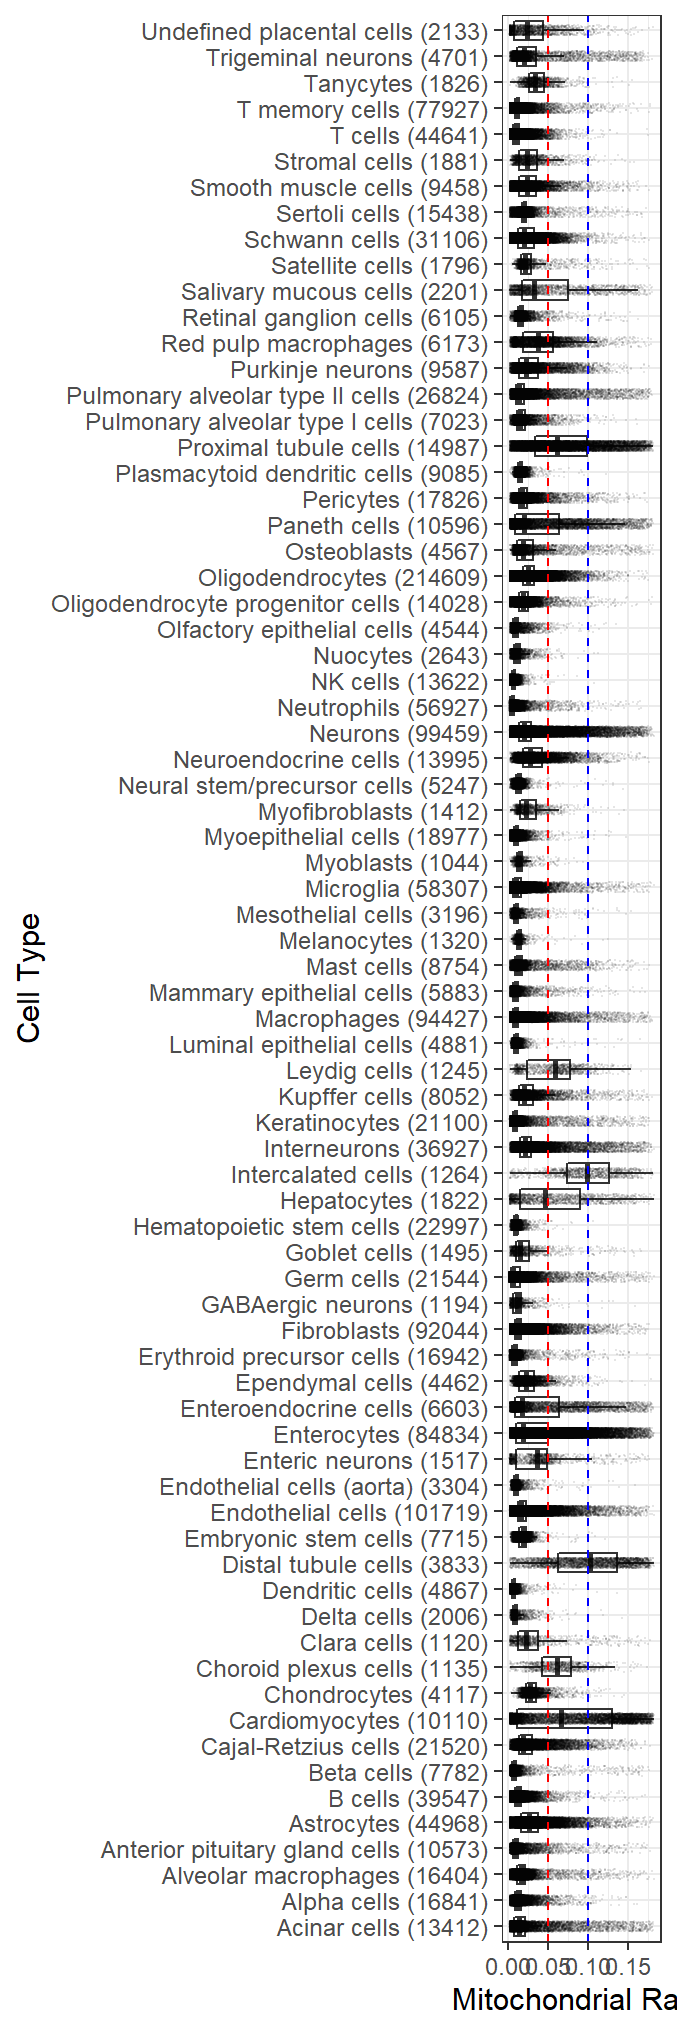 Undefined placental cells (2133)
Trigeminal neurons (4701)
Tanycytes (1826)
T memory cells (77927)
T cells (44641)
Stromal cells (1881)
Smooth muscle cells (9458)
Sertoli cells (15438)
Schwann cells (31106)
Satellite cells (1796)
Salivary mucous cells (2201)
Retinal ganglion cells (6105)
Red pulp macrophages (6173)
Purkinje neurons (9587)
Pulmonary alveolar type II cells (26824)
Pulmonary alveolar type I cells (7023)
Proximal tubule cells (14987)
Plasmacytoid dendritic cells (9085)
Pericytes (17826)
Paneth cells (10596)
Osteoblasts (4567)
Oligodendrocytes (214609)
Oligodendrocyte progenitor cells (14028)
Olfactory epithelial cells (4544)
Nuocytes (2643)
NK cells (13622)
Neutrophils (56927)
Neurons (99459)
Neuroendocrine cells (13995)
Neural stem/precursor cells (5247)
Myofibroblasts (1412)
Myoepithelial cells (18977)
Myoblasts (1044)
Microglia (58307)
Mesothelial cells (3196)
Melanocytes (1320)
Mast cells (8754)
Mammary epithelial cells (5883)
Macrophages (94427)
Luminal epithelial cells (4881)
Leydig cells (1245)
Kupffer cells (8052)
Keratinocytes (21100)
Interneurons (36927)
Intercalated cells (1264)
Hepatocytes (1822)
Hematopoietic stem cells (22997)
Goblet cells (1495)
Germ cells (21544)
GABAergic neurons (1194)
Fibroblasts (92044)
Erythroid precursor cells (16942)
Ependymal cells (4462)
Enteroendocrine cells (6603)
Enterocytes (84834)
Enteric neurons (1517)
Endothelial cells (aorta) (3304)
Endothelial cells (101719)
Embryonic stem cells (7715)
Distal tubule cells (3833)
Dendritic cells (4867)
Delta cells (2006)
Clara cells (1120)
Choroid plexus cells (1135)
Chondrocytes (4117)
Cardiomyocytes (10110)
Cajal-Retzius cells (21520)
Beta cells (7782)
B cells (39547)
Astrocytes (44968)
Anterior pituitary gland cells (10573)
Alveolar macrophages (16404)
Alpha cells (16841)
Acinar cells (13412)
Cell Type
0.00 0.05 0.10 0.15
Mitochondrial Ra